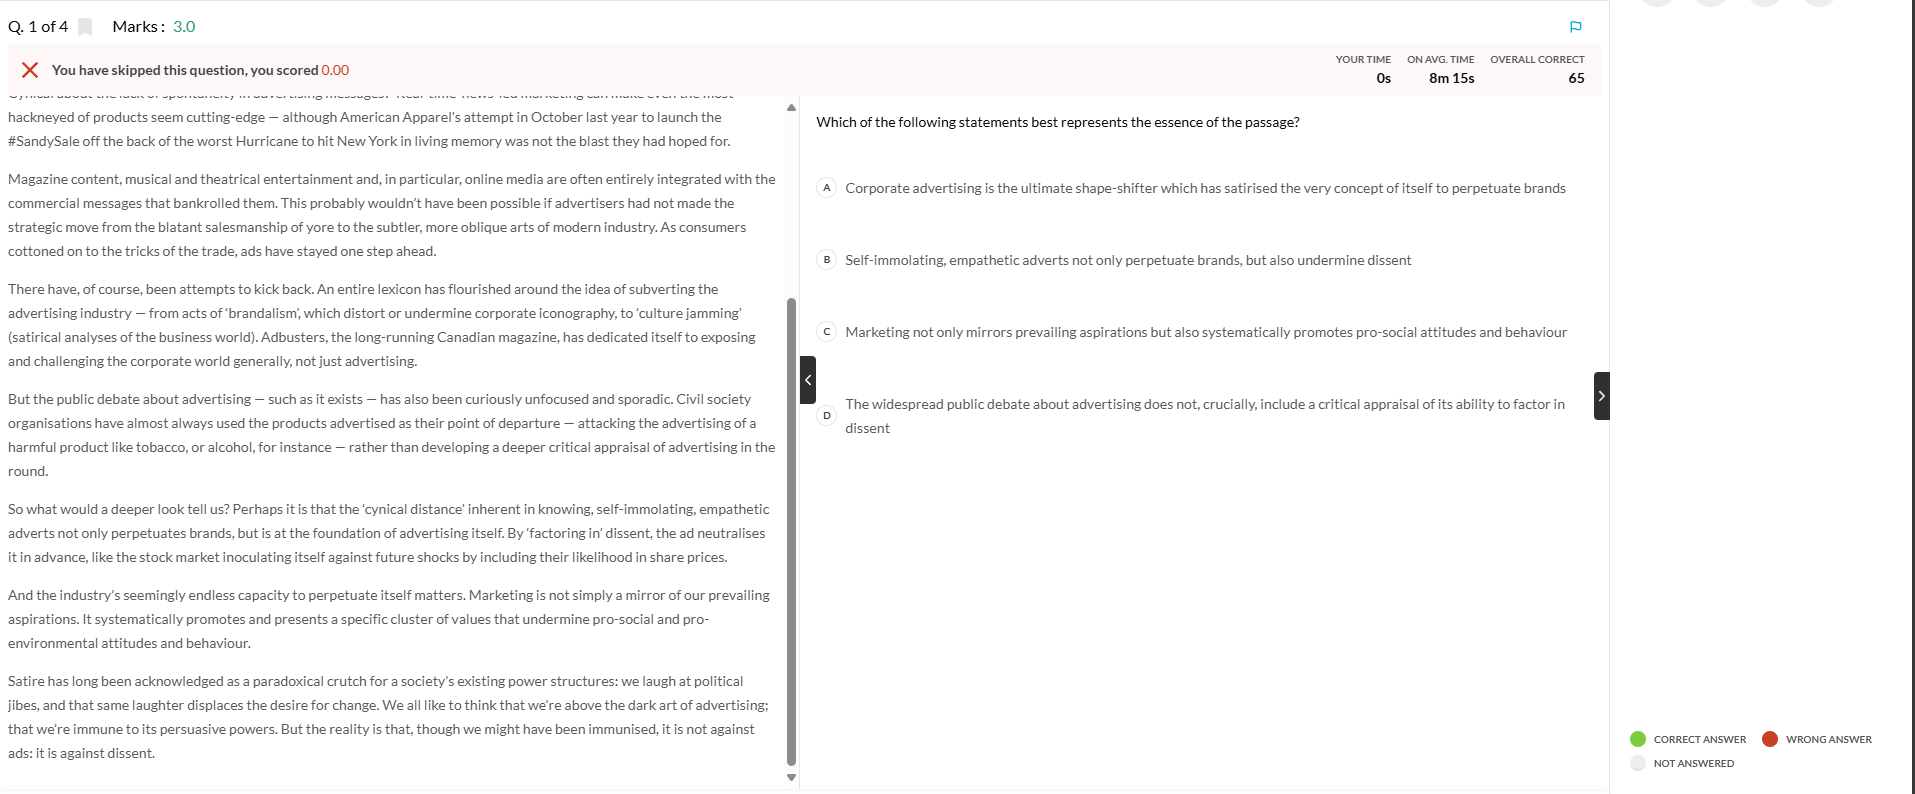 Q. 1 of 4
Marks : 3.0
You have skipped this question, you scored 0.00
YOUR TIME
0s
ON AVG. TIME
8m 15s
OVERALL CORRECT
65
hackneyed of products seem cutting-edge — although American Apparel's attempt in October last year to launch the
#SandySale off the back of the worst Hurricane to hit New York in living memory was not the blast they had hoped for.
Magazine content, musical and theatrical entertainment and, in particular, online media are often entirely integrated with the
commercial messages that bankrolled them. This probably wouldn't have been possible if advertisers had not made the
strategic move from the blatant salesmanship of yore to the subtler, more oblique arts of modern industry. As consumers
cottoned on to the tricks of the trade, ads have stayed one step ahead.
There have, of course, been attempts to kick back. An entire lexicon has flourished around the idea of subverting the
advertising industry — from acts of 'brandalism', which distort or undermine corporate iconography, to 'culture jamming'
(satirical analyses of the business world). Adbusters, the long-running Canadian magazine, has dedicated itself to exposing
and challenging the corporate world generally, not just advertising.
But the public debate about advertising — such as it exists — has also been curiously unfocused and sporadic. Civil society
organisations have almost always used the products advertised as their point of departure — attacking the advertising of a
harmful product like tobacco, or alcohol, for instance — rather than developing a deeper critical appraisal of advertising in the
round.
So what would a deeper look tell us? Perhaps it is that the 'cynical distance' inherent in knowing, self-immolating, empathetic
adverts not only perpetuates brands, but is at the foundation of advertising itself. By 'factoring in' dissent, the ad neutralises
it in advance, like the stock market inoculating itself against future shocks by including their likelihood in share prices.
And the industry's seemingly endless capacity to perpetuate itself matters. Marketing is not simply a mirror of our prevailing
aspirations. It systematically promotes and presents a specific cluster of values that undermine pro-social and pro-
environmental attitudes and behaviour.
Satire has long been acknowledged as a paradoxical crutch for a society's existing power structures: we laugh at political
jibes, and that same laughter displaces the desire for change. We all like to think that we're above the dark art of advertising;
that we're immune to its persuasive powers. But the reality is that, though we might have been immunised, it is not against
ads: it is against dissent.
Which of the following statements best represents the essence of the passage?
A Corporate advertising is the ultimate shape-shifter which has satirised the very concept of itself to perpetuate brands
B Self-immolating, empathetic adverts not only perpetuate brands, but also undermine dissent
C Marketing not only mirrors prevailing aspirations but also systematically promotes pro-social attitudes and behaviour
D The widespread public debate about advertising does not, crucially, include a critical appraisal of its ability to factor in
dissent
CORRECT ANSWER
WRONG ANSWER
NOT ANSWERED